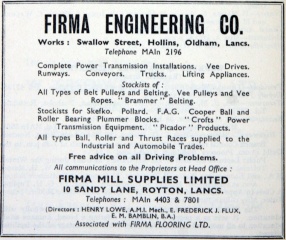 FIRMA ENGINEERING CO.
Works : Swallow Street, Hollins, Oldham, Lancs.
Telephone MAIn 2196
Complete Power Transmission Installations. Vee Drives.
Runways. Conveyors. Trucks. Lifting Appliances.
Stockists of :
All Types of Belt Pulleys and Belting. Vee Pulleys and Vee
Ropes. " Brammer " Belting.
Stockists for Skefko. Pollard. F.A.G. Cooper Ball and
Roller Bearing Plummer Blocks. " Crofts " Power
Transmission Equipment. " Picador " Products.
All types Ball, Roller and Thrust Races supplied to the
Industrial and Automobile Trades.
Free advice on all Driving Problems.
All communications to the Proprietors at Head Office :
FIRMA MILL SUPPLIES LIMITED
10 SANDY LANE, ROYTON, LANCS.
Telephones : MAIn 4403 & 7801
(Directors : HENRY LOWE, A.M.I. Mech., E. FREDERICK J. FLUX,
E. M. BAMBLIN, B.A.)
Associated with FIRMA FLOORING LTD.